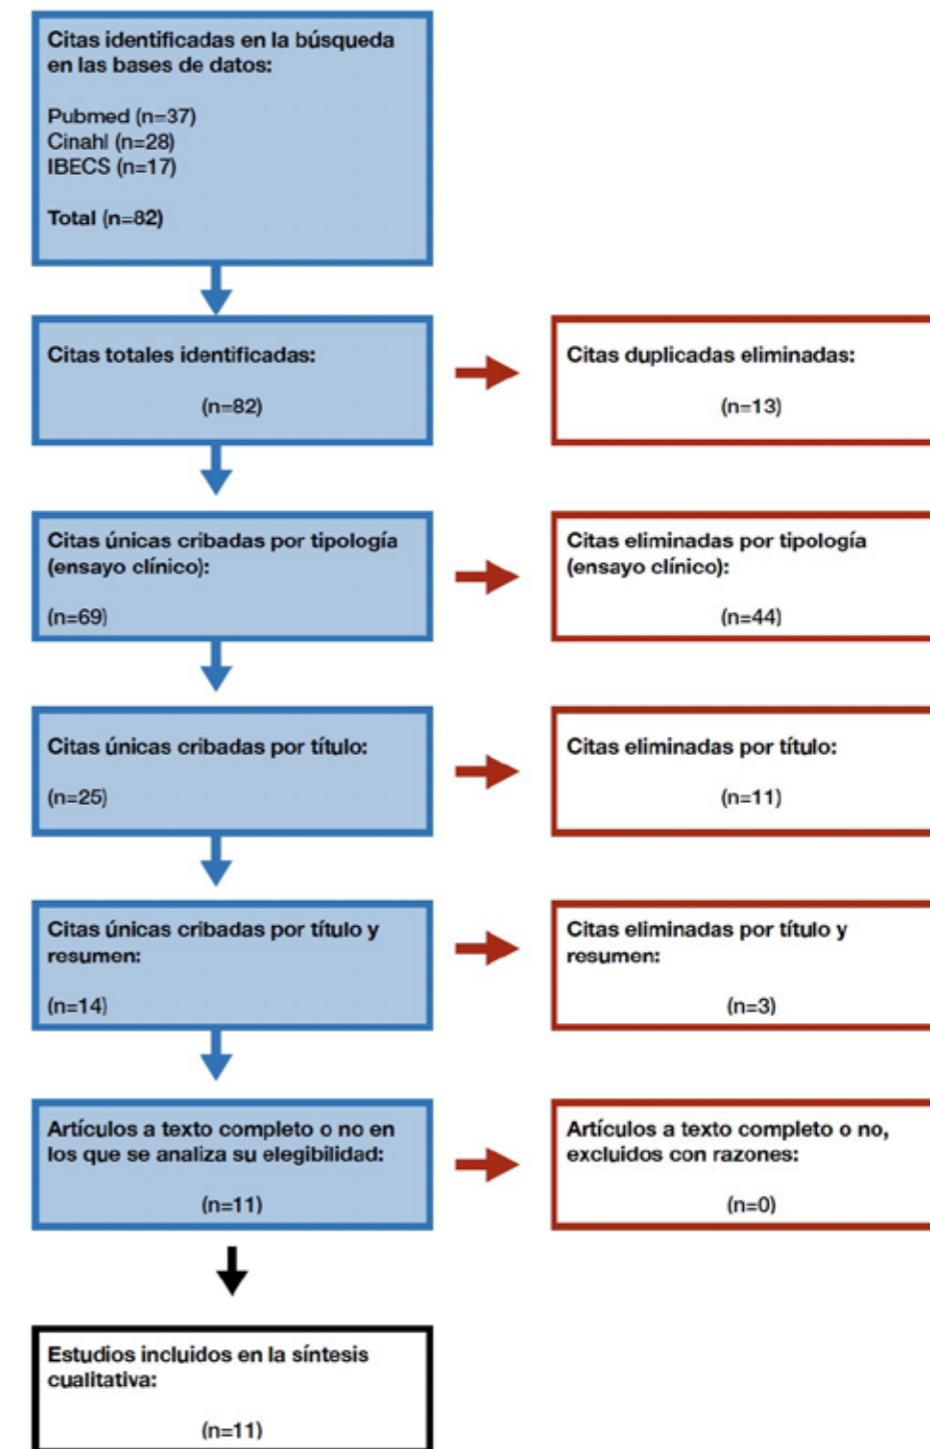 Citas identificadas en la búsqueda
en las bases de datos:
Pubmed (n=37)
Cinahl (n=28)
IBECS (n=17)
Total (n=82)
Citas totales identificadas:
(n=82)
Citas duplicadas eliminadas:
(n=13)
Citas únicas cribadas por tipología
(ensayo clínico):
(n=69)
Citas eliminadas por tipología
(ensayo clínico):
(n=44)
Citas únicas cribadas por título:
(n=25)
Citas eliminadas por título:
(n=11)
Citas únicas cribadas por título y
resumen:
(n=14)
Citas eliminadas por título y
resumen:
(n=3)
Artículos a texto completo o no en
los que se analiza su elegibilidad:
(n=11)
Artículos a texto completo o no,
excluidos con razones:
(n=0)
Estudios incluidos en la síntesis
cualitativa:
(n=11)